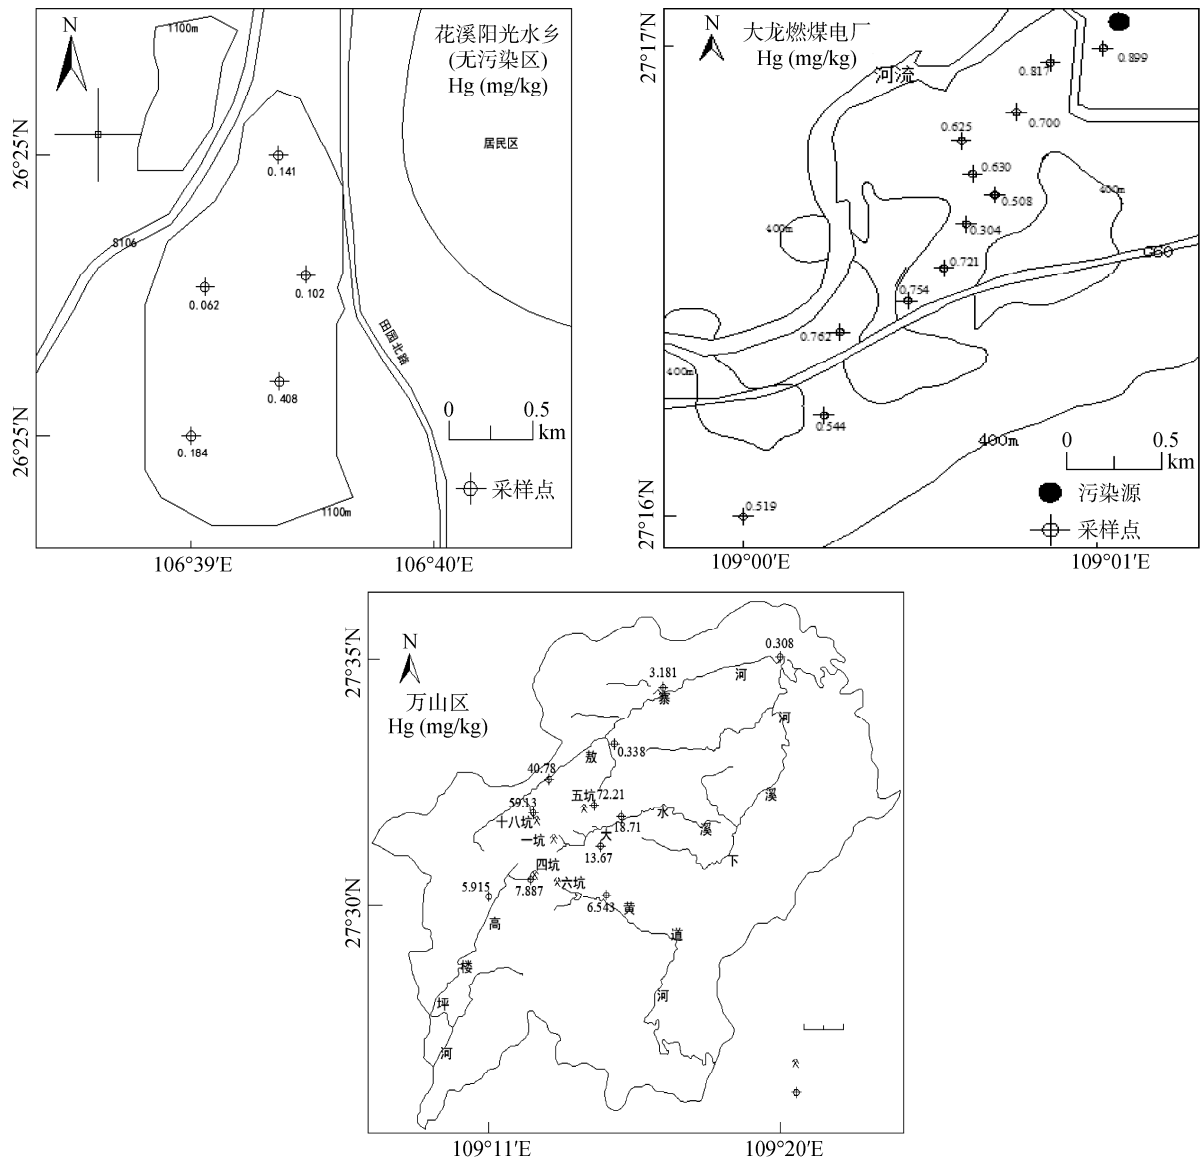 N
花溪阳光水乡
(无污染区)
Hg (mg/kg)
1100m
居民区
26°25′N
0.141
S106
0.062
0.102
田园北路
0.408
0
0.5
km
26°25′N
0.184
采样点
1100m
106°39′E
106°40′E
N
大龙燃煤电厂
Hg (mg/kg)
27°17′N
河流
0.817
0.899
0.700
0.625
0.630
400m
0.508
400m
0.304
G60
0.721
0.754
0.762
400m
0.544
400m
0
0.5
km
27°16′N
污染源
0.519
采样点
109°00′E
109°01′E
N
万山区
Hg (mg/kg)
27°35′N
0.308
3.181
河
寨
河
0.338
敖
40.78
五坑
72.21
溪
59.13
十八坑
水
18.71
溪
一坑
大
13.67
下
四坑
5.915
7.887
六坑
27°30′N
6.543
黄
高
道
楼
河
坪
河
109°11′E
109°20′E